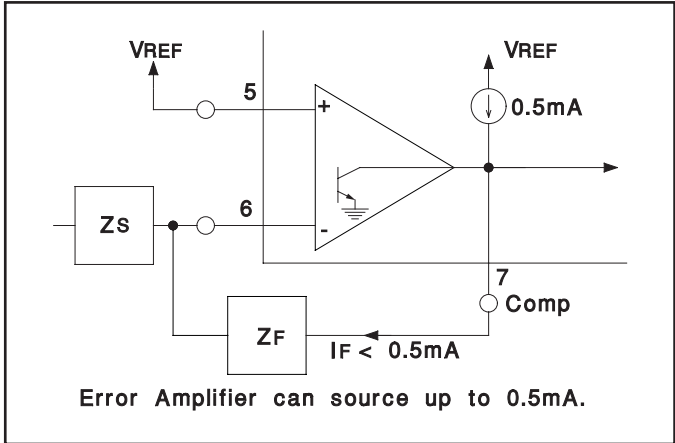 VREF
5
+
VREF
0.5mA
ZS
6
-
7
Comp
ZF
IF < 0.5mA
Error Amplifier can source up to 0.5mA.